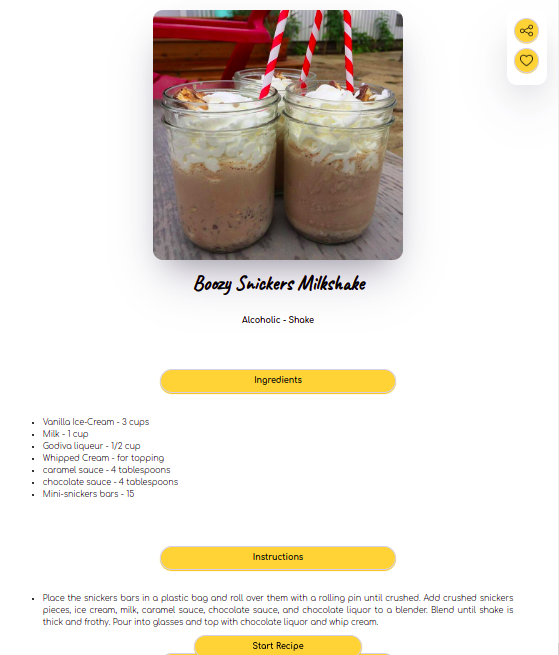 Boozy Snickers Milkshake
Alcoholic - Shake
Ingredients
Vanilla Ice-Cream - 3 cups
Milk - 1 cup
Godiva liqueur - 1/2 cup
Whipped Cream - for topping
caramel sauce - 4 tablespoons
chocolate sauce - 4 tablespoons
Mini-snickers bars - 15
Instructions
Place the snickers bars in a plastic bag and roll over them with a rolling pin until crushed. Add crushed snickers
pieces, ice cream, milk, caramel sauce, chocolate sauce, and chocolate liquor to a blender. Blend until shake is
thick and frothy. Pour into glasses and top with chocolate liquor and whip cream.
Start Recipe